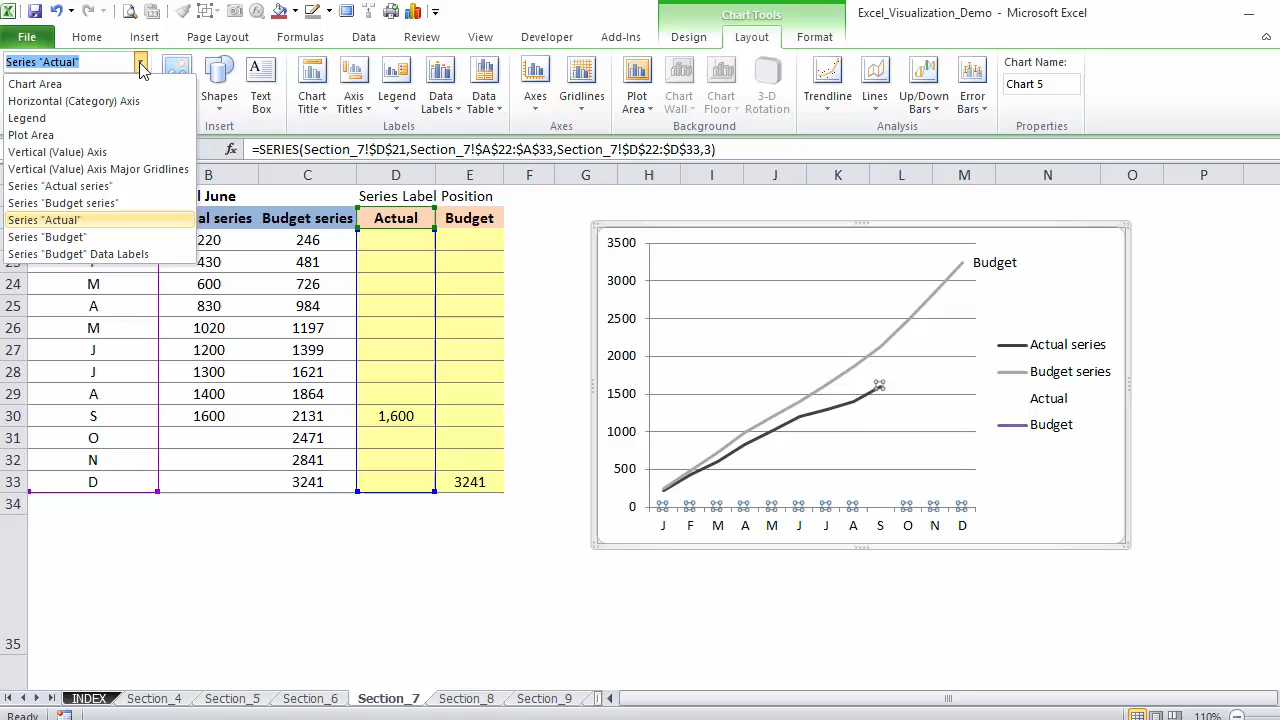 Chart Tools
Excel_Visualization_Demo - Microsoft Excel
File Home Insert Page Layout Formulas Data Review View Developer Add-Ins Design Layout Format
Series "Actual"
Chart Area
Horizontal (Category) Axis
Legend
Plot Area
Vertical (Value) Axis
Vertical (Value) Axis Major Gridlines
Series "Actual series"
Series "Budget series"
Series "Actual"
Series "Budget"
Series "Budget" Data Labels
Shapes
Text Box
Insert
Chart Title
Axis Titles
Legend
Data Labels
Data Table
Labels
Axes
Gridlines
Axes
Plot Area
Chart Wall
Chart Floor
3-D Rotation
Background
Trendline
Lines
Up/Down Bars
Error Bars
Analysis
Chart Name:
Chart 5
Properties
fx =SERIES(Section_7!$D$21,Section_7!$A$22:$A$33,Section_7!$D$22:$D$33,3)
B C D E F G H I J K L M N O P
June Series Label Position
series Budget series Actual Budget
220 246
430 481
24 M 600 726
25 A 830 984
26 M 1020 1197
27 J 1200 1399
28 J 1300 1621
29 A 1400 1864
30 S 1600 2131 1,600
31 O 2471
32 N 2841
33 D 3241 3241
34
35
3500
3000
2500
2000
1500
1000
500
0
J F M A M J J A S O N D
Budget
Actual series
Budget series
Actual
Budget
INDEX Section_4 Section_5 Section_6 Section_7 Section_8 Section_9
Ready 110%